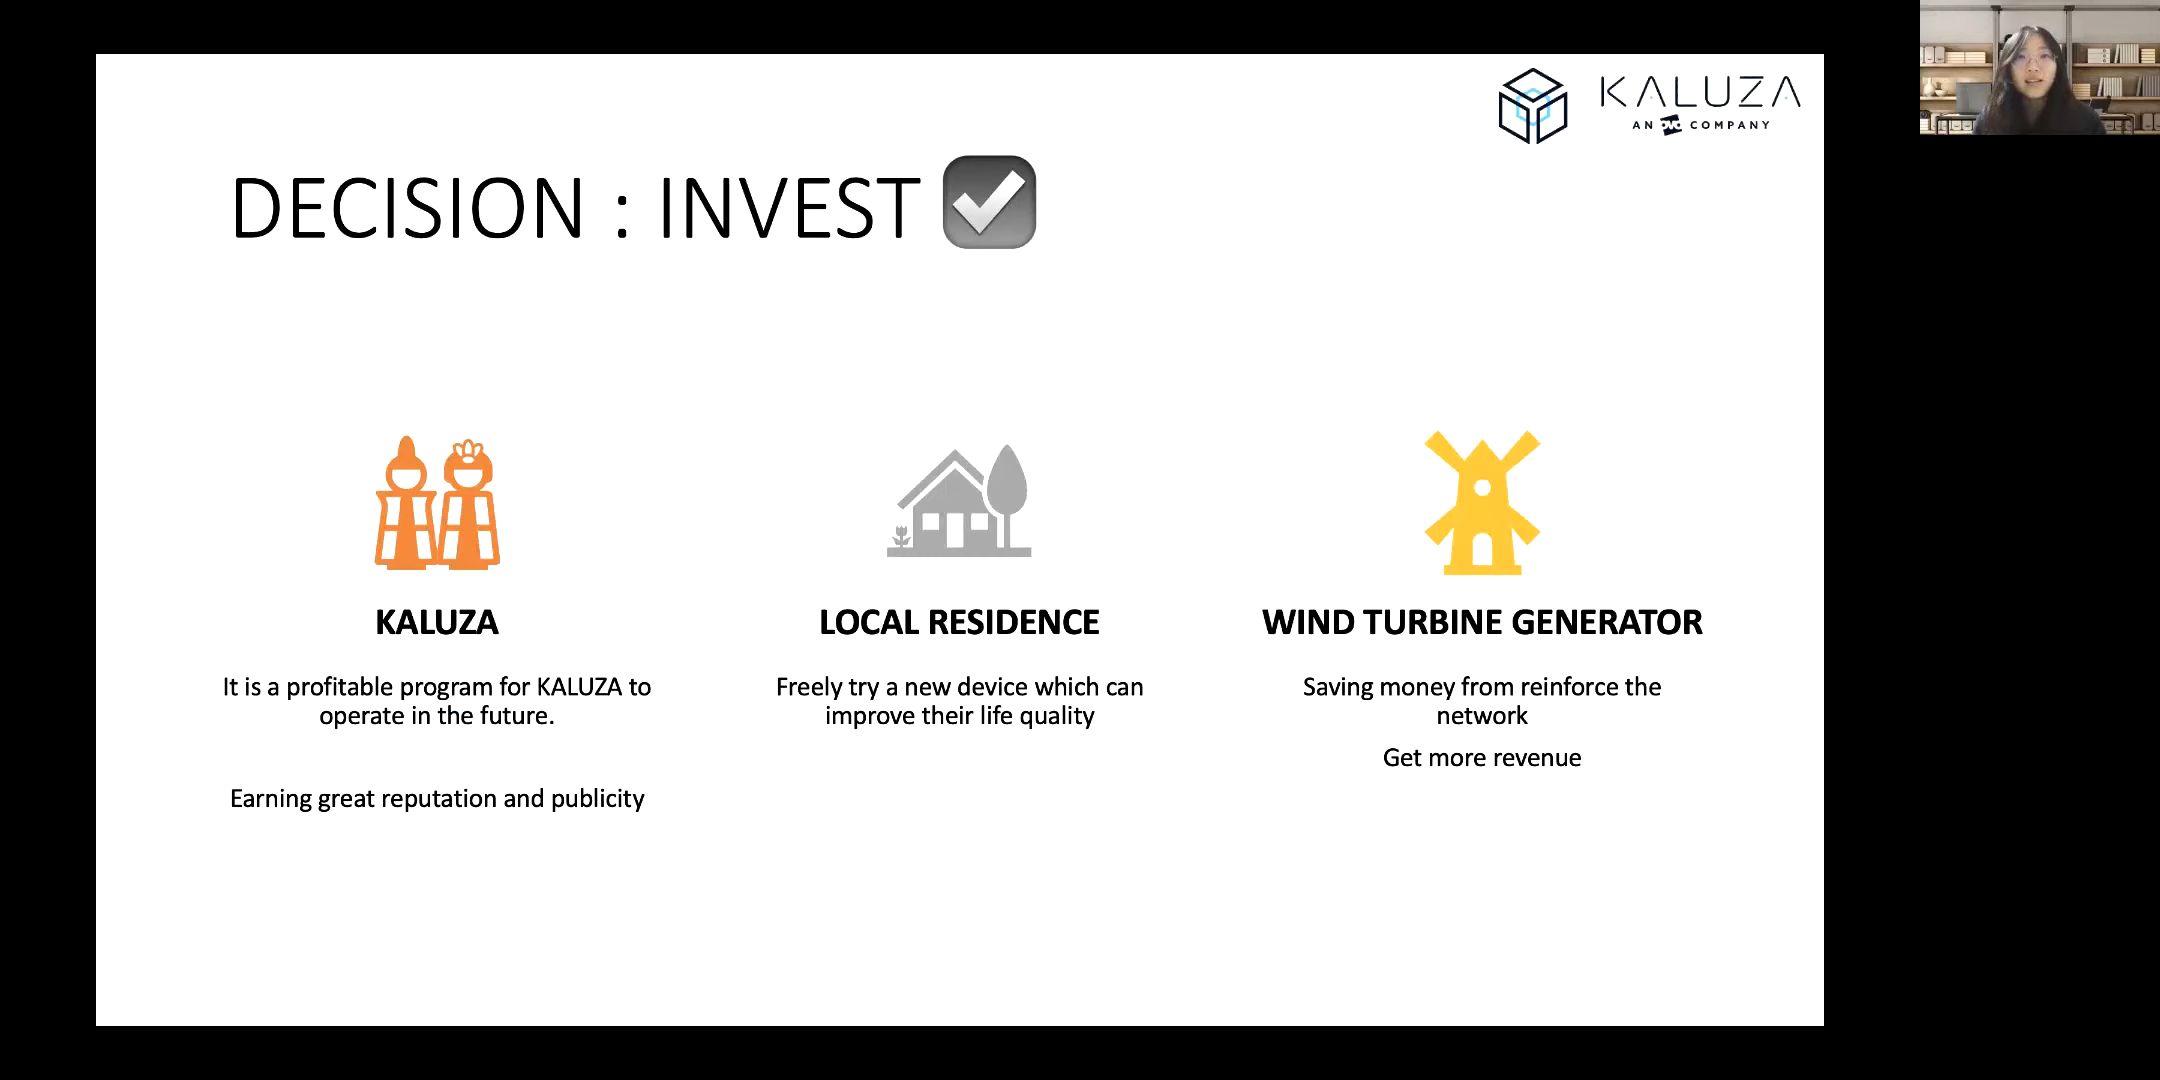 KALUZA
AN OVO COMPANY
DECISION : INVEST
KALUZA
It is a profitable program for KALUZA to
operate in the future.
Earning great reputation and publicity
LOCAL RESIDENCE
Freely try a new device which can
improve their life quality
WIND TURBINE GENERATOR
Saving money from reinforce the
network
Get more revenue